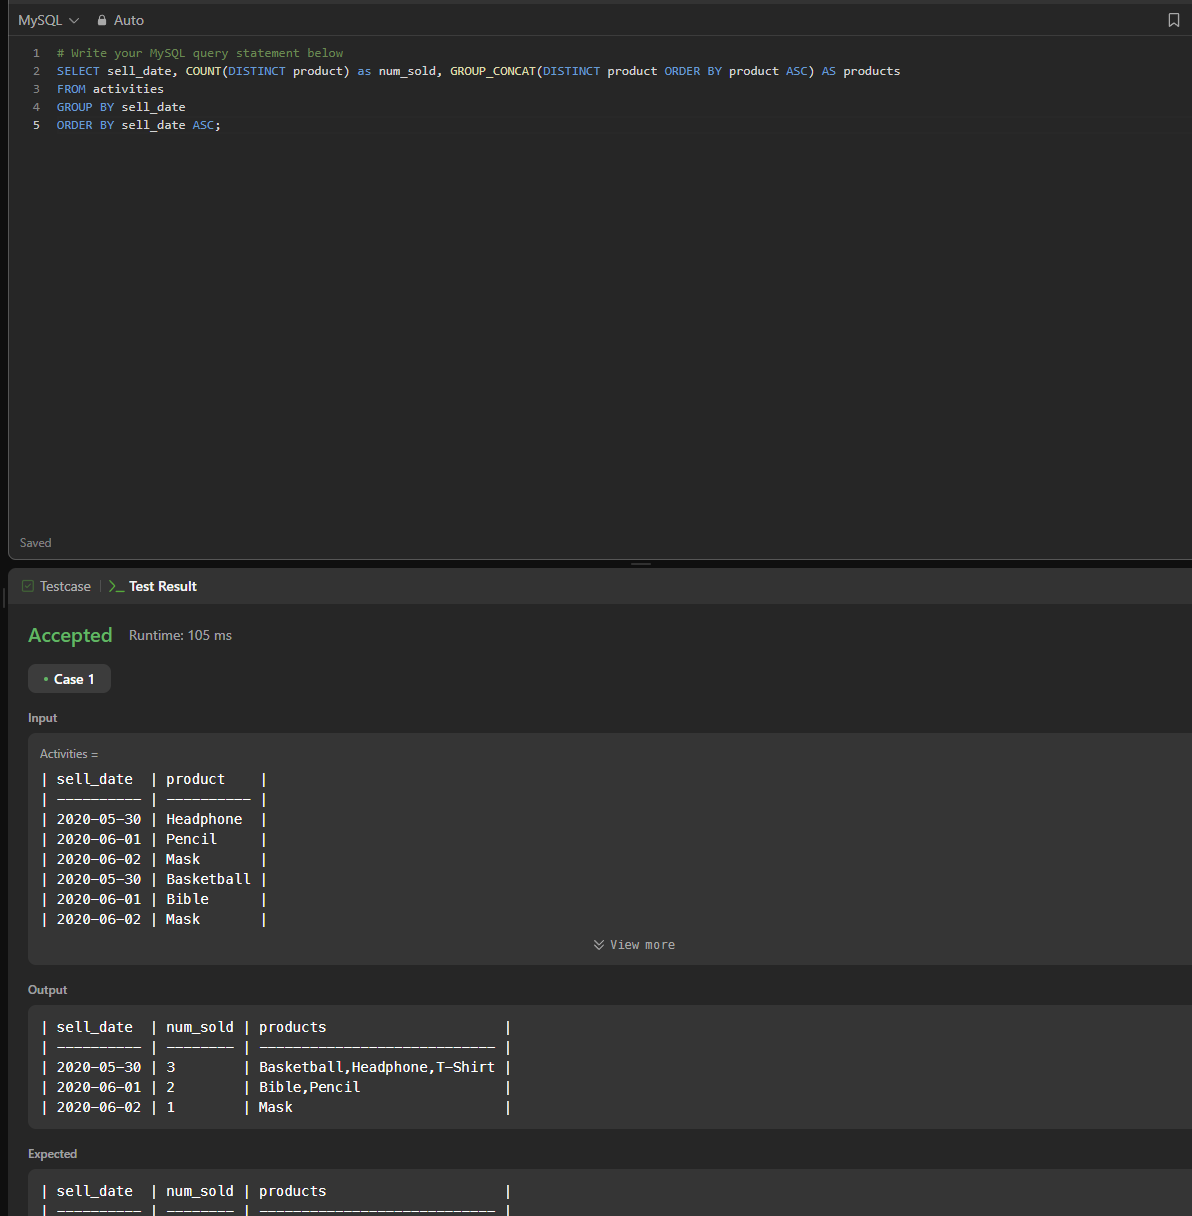 MySQL Auto
1 # Write your MySQL query statement below
2 SELECT sell_date, COUNT(DISTINCT product) as num_sold, GROUP_CONCAT(DISTINCT product ORDER BY product ASC) AS products
3 FROM activities
4 GROUP BY sell_date
5 ORDER BY sell_date ASC;
Saved
Testcase | >_ Test Result
Accepted Runtime: 105 ms
• Case 1
Input
Activities =
| sell_date  | product    |
| ---------- | ---------- |
| 2020-05-30 | Headphone  |
| 2020-06-01 | Pencil     |
| 2020-06-02 | Mask       |
| 2020-05-30 | Basketball |
| 2020-06-01 | Bible      |
| 2020-06-02 | Mask       |
View more
Output
| sell_date  | num_sold | products                     |
| ---------- | -------- | ---------------------------- |
| 2020-05-30 | 3        | Basketball,Headphone,T-Shirt |
| 2020-06-01 | 2        | Bible,Pencil                 |
| 2020-06-02 | 1        | Mask                         |
Expected
| sell_date  | num_sold | products                     |
| ---------- | -------- | ---------------------------- |